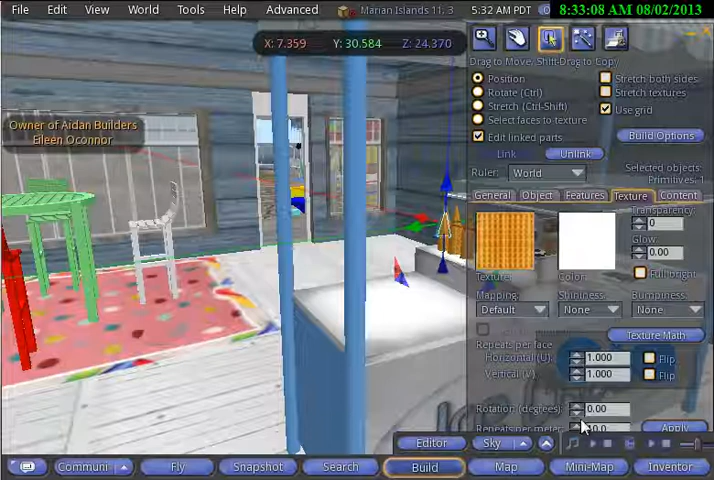 File Edit View World Tools Help Advanced Marian Islands 11; 3 5:32 AM
8:33:08 AM 08/02/2013
X: 7.359 Y: 30.584 Z: 24.370
Drag to Move, Shift-Drag to Copy
Position
Stretch both sides
Rotate (Ctrl)
Stretch textures
Stretch (Ctrl-Shift)
Use grid
Select faces to texture
Owner of Aidan Builders
Eileen Oconnor
Edit linked parts
Build Options
Link Unlink
Selected objects:
Ruler: World
Primitives: 1
General Object Features Texture Content
Transparency:
0
Glow:
0.00
Full bright
Texture: Color:
Mapping: Shininess: Bumpiness:
Default None None
Texture Math
Repeats per face
Horizontal (U): 1.000 Flip
Vertical (V): 1.000 Flip
Rotation (degrees): 0.00
Apply
Repeats per meter:
Editor Sky
Communi Fly Snapshot Search Build Map Mini-Map Inventor